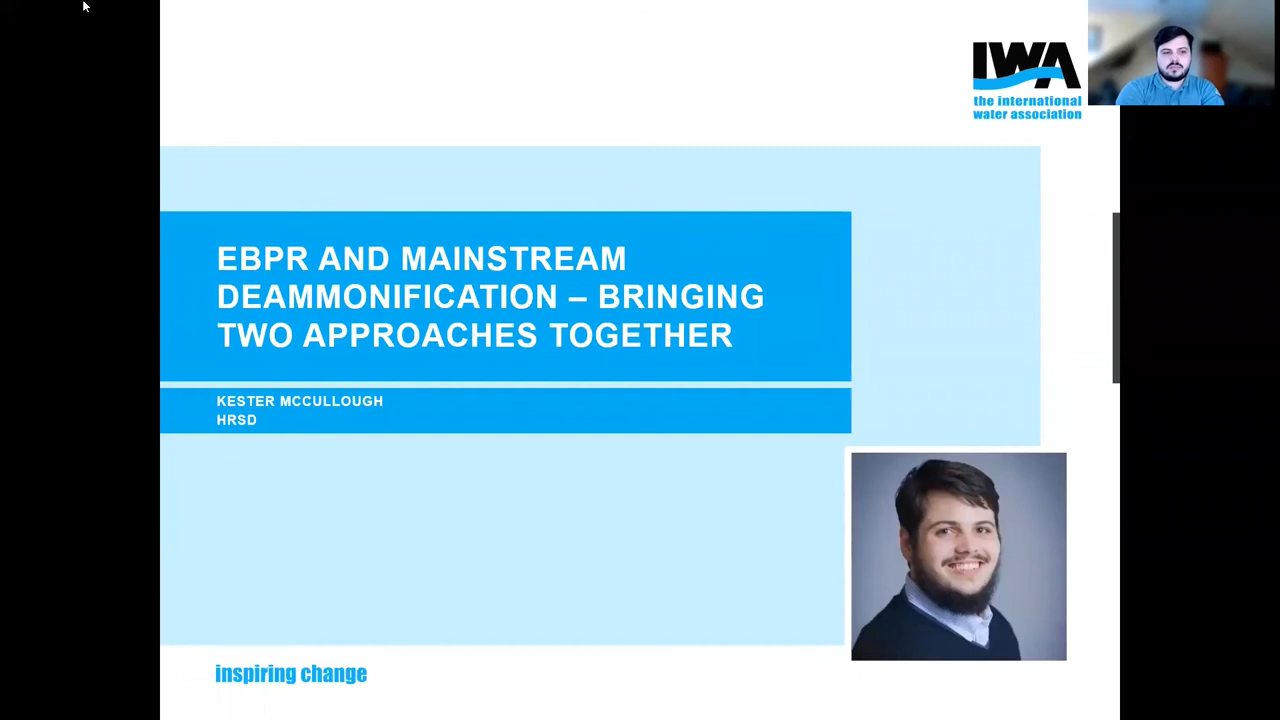 IWA
the international
water association
EBPR AND MAINSTREAM
DEAMMONIFICATION – BRINGING
TWO APPROACHES TOGETHER
KESTER MCCULLOUGH
HRSD
inspiring change